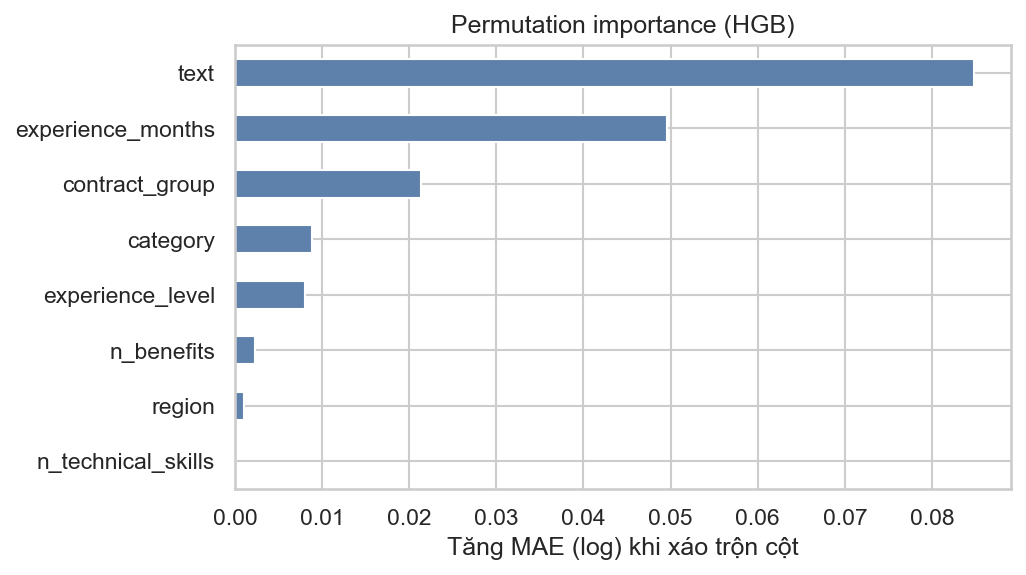 Permutation importance (HGB)
text
experience_months
contract_group
category
experience_level
n_benefits
region
n_technical_skills
0.00 0.01 0.02 0.03 0.04 0.05 0.06 0.07 0.08
Tăng MAE (log) khi xáo trộn cột